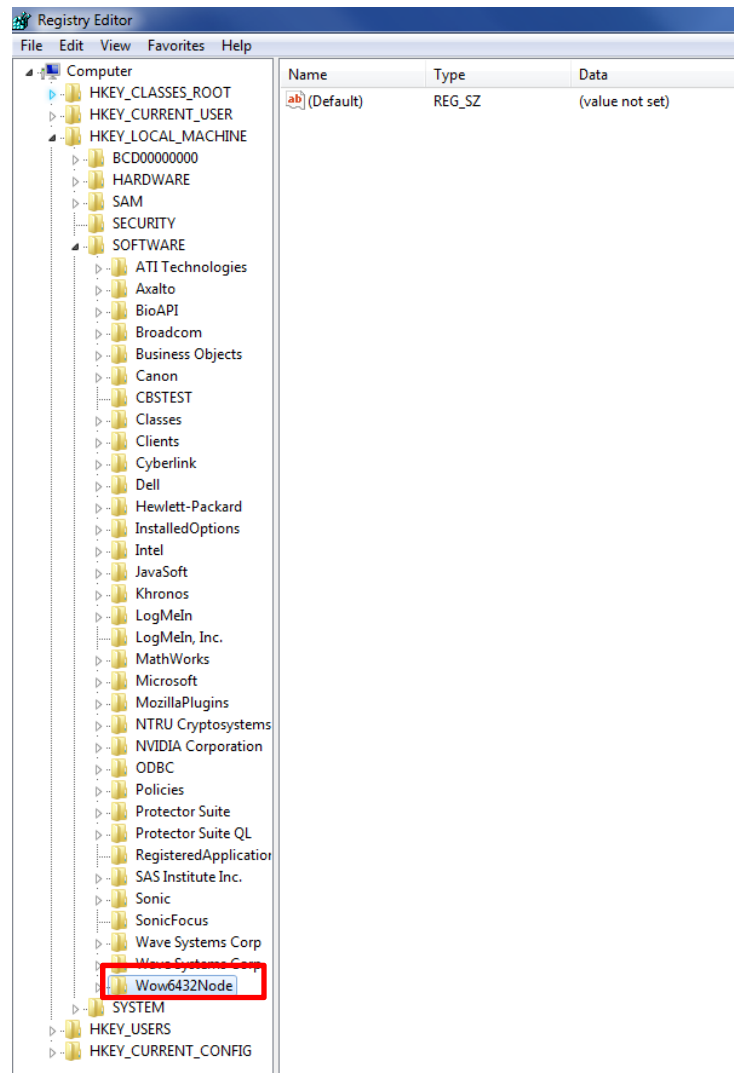 Registry Editor
File Edit View Favorites Help
Computer
Name Type Data
HKEY_CLASSES_ROOT
(Default) REG_SZ (value not set)
HKEY_CURRENT_USER
HKEY_LOCAL_MACHINE
BCD00000000
HARDWARE
SAM
SECURITY
SOFTWARE
ATI Technologies
Axalto
BioAPI
Broadcom
Business Objects
Canon
CBSTEST
Classes
Clients
Cyberlink
Dell
Hewlett-Packard
InstalledOptions
Intel
JavaSoft
Khronos
LogMeIn
LogMeIn, Inc.
MathWorks
Microsoft
MozillaPlugins
NTRU Cryptosystems
NVIDIA Corporation
ODBC
Policies
Protector Suite
Protector Suite QL
RegisteredApplication
SAS Institute Inc.
Sonic
SonicFocus
Wave Systems Corp
Wave Systems Corp
Wow6432Node
SYSTEM
HKEY_USERS
HKEY_CURRENT_CONFIG